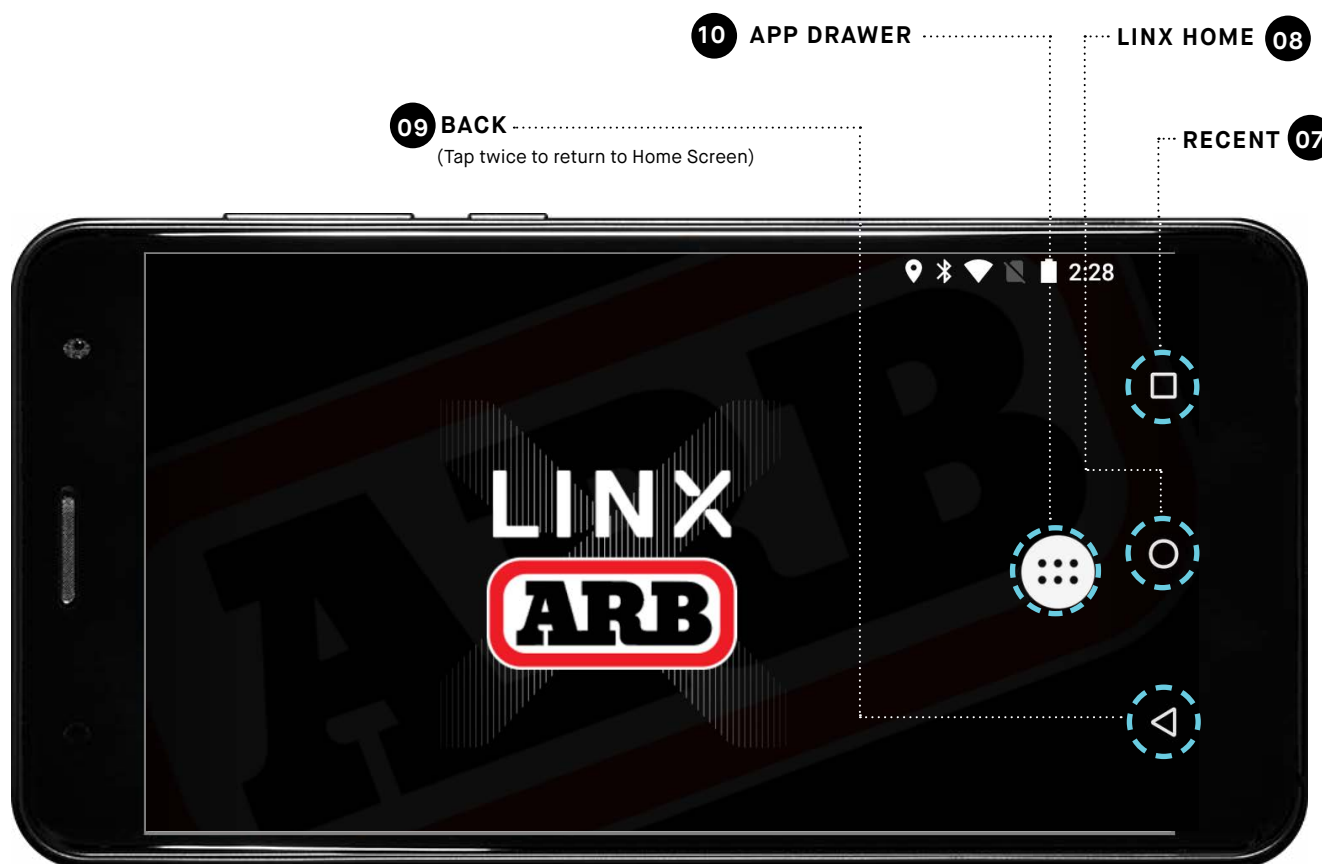 10 APP DRAWER
LINX HOME 08
09 BACK
(Tap twice to return to Home Screen)
RECENT 07
2:28
LINX
ARB
ARB